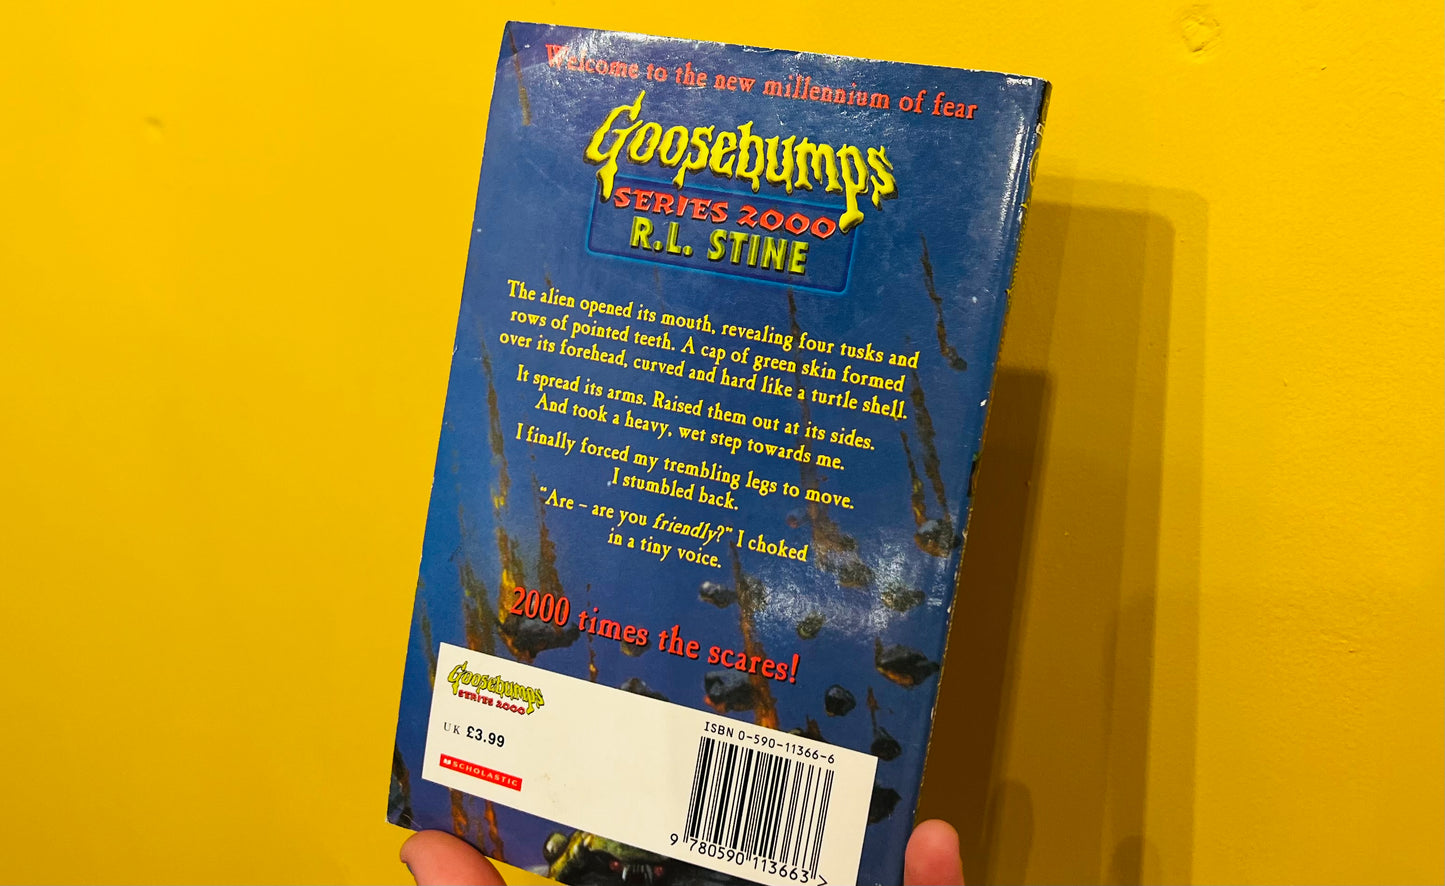 Welcome to the new millennium of fear
Goosebumps
SERIES 2000
R.L. STINE
The alien opened its mouth, revealing four tusks and
rows of pointed teeth. A cap of green skin formed
over its forehead, curved and hard like a turtle shell.
It spread its arms. Raised them out at its sides.
And took a heavy, wet step towards me.
I finally forced my trembling legs to move.
I stumbled back.
"Are – are you friendly?" I choked
in a tiny voice.
2000 times the scares!
Goosebumps
SERIES 2000
UK £3.99
SCHOLASTIC
ISBN 0-590-11366-6
9 780590 113663 >